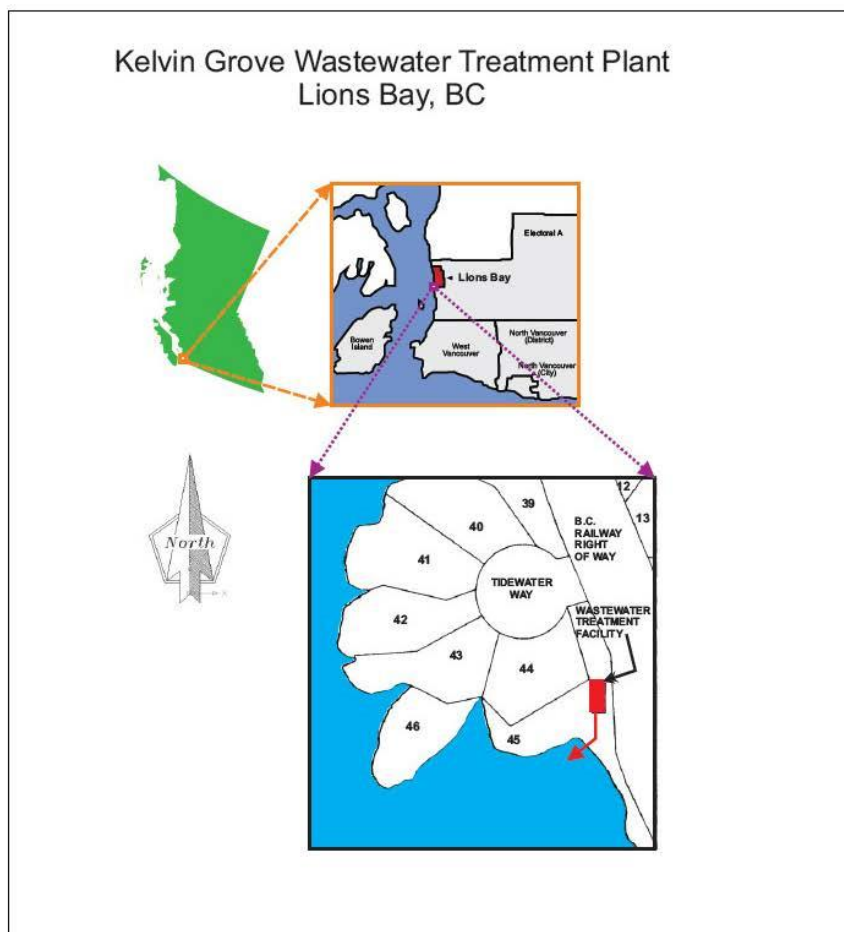 Kelvin Grove Wastewater Treatment Plant
Lions Bay, BC
Electoral A
Lions Bay
Bowen
Island
West
Vancouver
North Vancouver
(District)
North Vancouver
(City)
North
12
13
39
40
41
42
43
44
45
46
B.C.
RAILWAY
RIGHT
OF WAY
TIDEWATER
WAY
WASTEWATER
TREATMENT
FACILITY